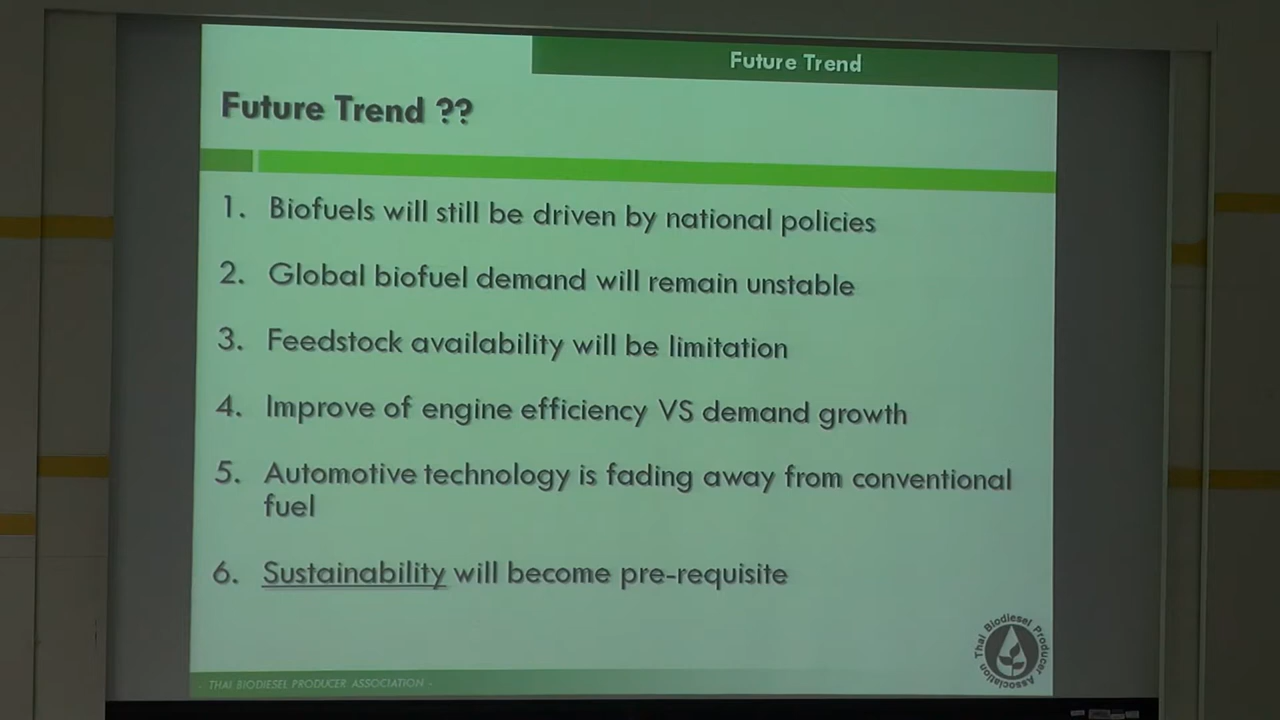 Future Trend
Future Trend ??
1. Biofuels will still be driven by national policies
2. Global biofuel demand will remain unstable
3. Feedstock availability will be limitation
4. Improve of engine efficiency VS demand growth
5. Automotive technology is fading away from conventional
fuel
6. Sustainability will become pre-requisite
Thai Biodiesel Producer Association
- THAI BIODIESEL PRODUCER ASSOCIATION -